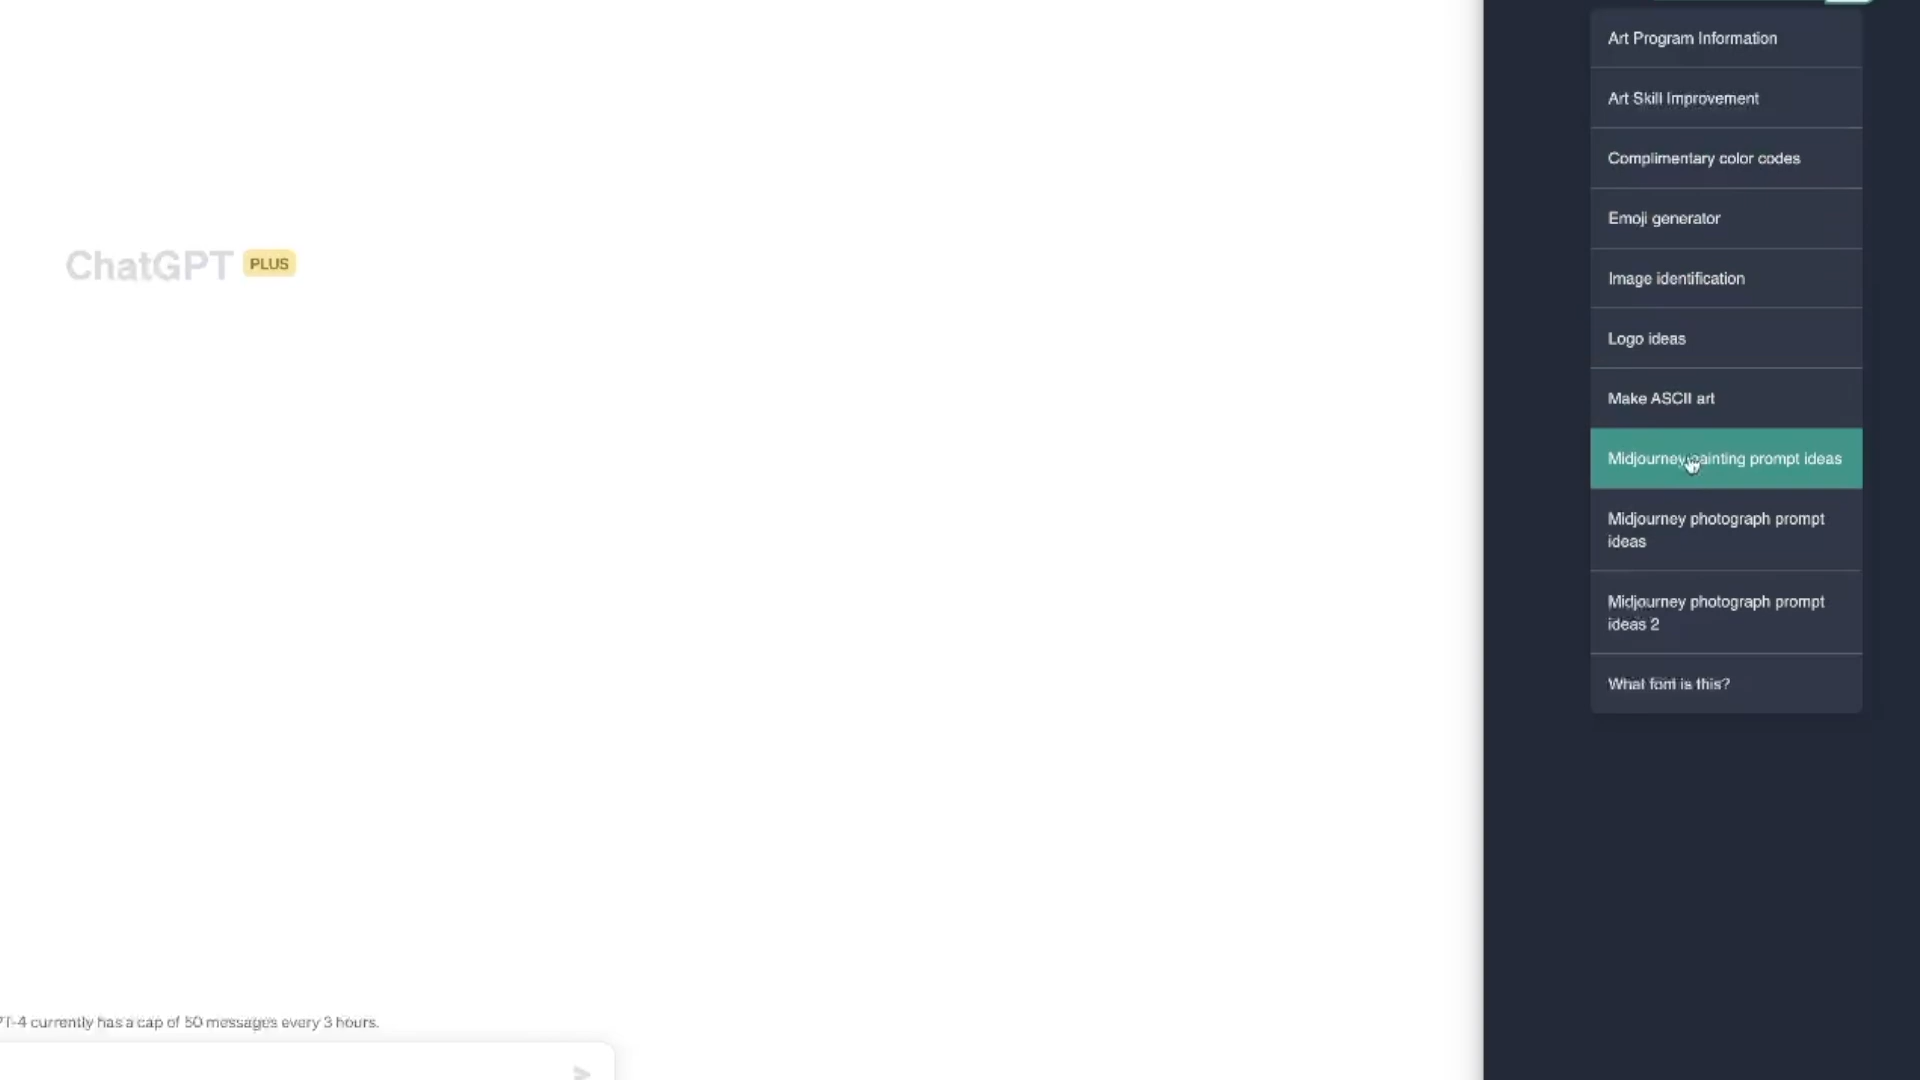 ChatGPT PLUS
T-4 currently has a cap of 50 messages every 3 hours.
Art Program Information
Art Skill Improvement
Complimentary color codes
Emoji generator
Image identification
Logo ideas
Make ASCII art
Midjourney painting prompt ideas
Midjourney photograph prompt
ideas
Midjourney photograph prompt
ideas 2
What font is this?